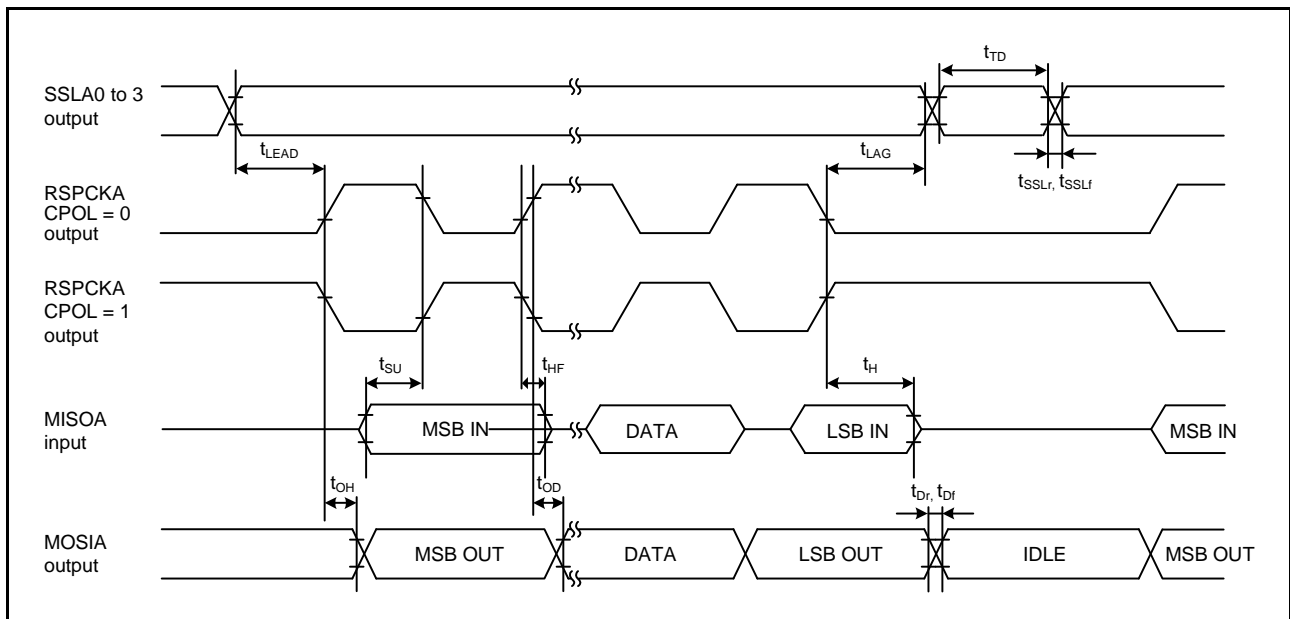 tTD
SSLA0 to 3
output
tLEAD
tLAG
tSSLr, tSSLf
RSPCKA
CPOL = 0
output
RSPCKA
CPOL = 1
output
tSU
tHF
tH
MISOA
input
MSB IN
DATA
LSB IN
MSB IN
tOH
tOD
tDr, tDf
MOSIA
output
MSB OUT
DATA
LSB OUT
IDLE
MSB OUT